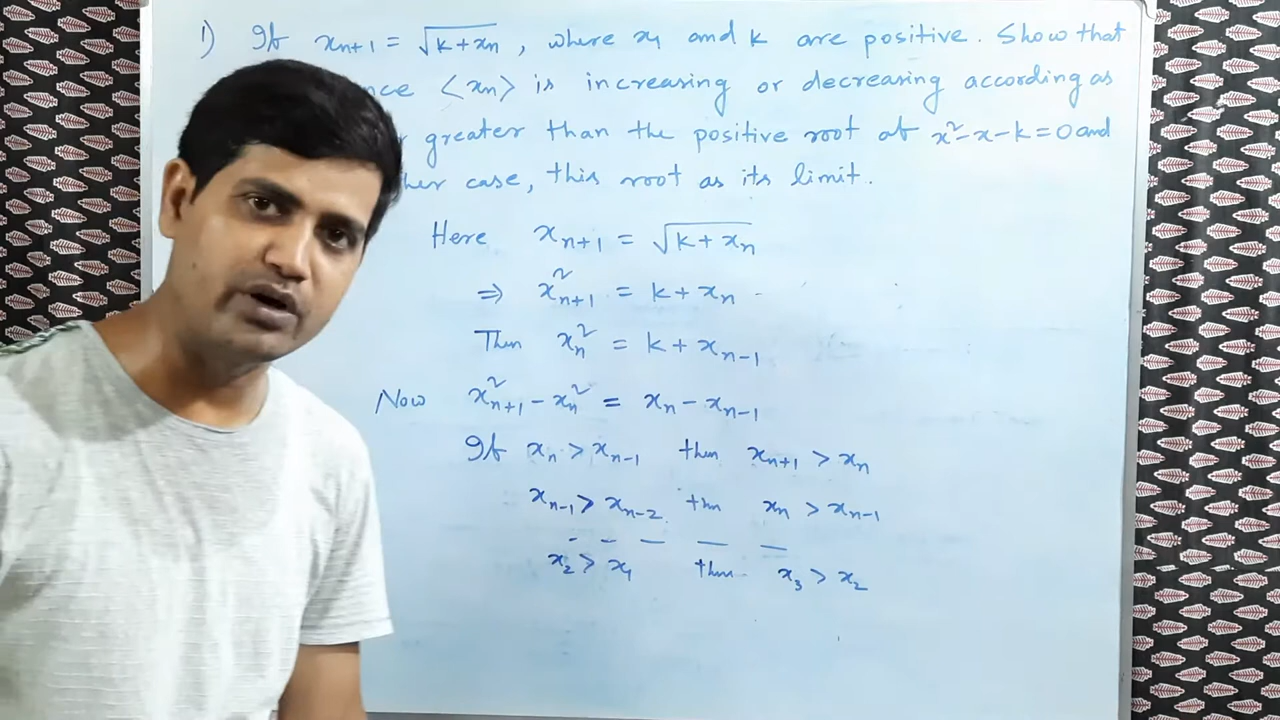 1) If xn+1 = √k+xn, where x1 and k are positive. Show that
nce <xn> is increasing or decreasing according as
greater than the positive root at x²-x-k=0 and
her case, this root as its limit.
Here xn+1 = √k+xn
⇒ x²n+1 = k+xn
Then x²n = k+xn-1
Now x²n+1 - x²n = xn - xn-1
If xn > xn-1 then xn+1 > xn
xn-1 > xn-2 then xn > xn-1
x2 > x1 then x3 > x2